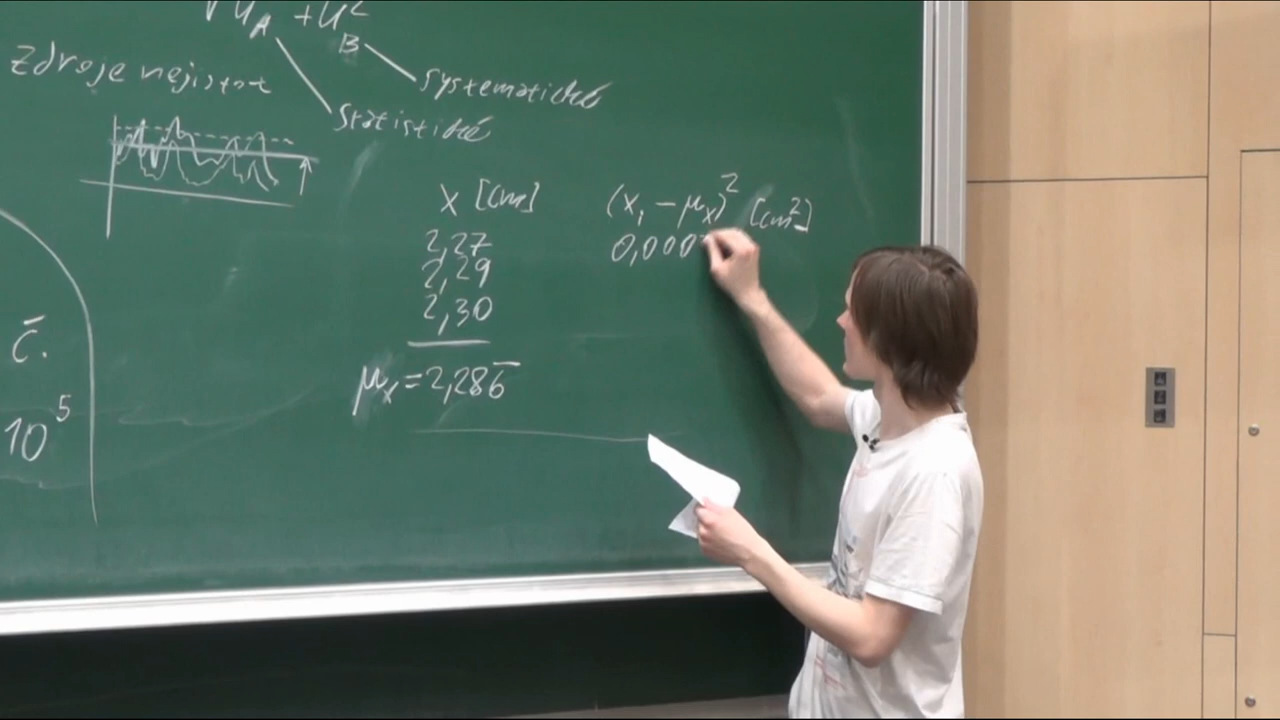 √u_A + u²_B
Zdroje nejistot
systematické
statistické
x [cm]
(x_i - μ_x)² [cm²]
2,27
0,000
2,29
2,30
μ_x = 2,286̅
č.
10⁵